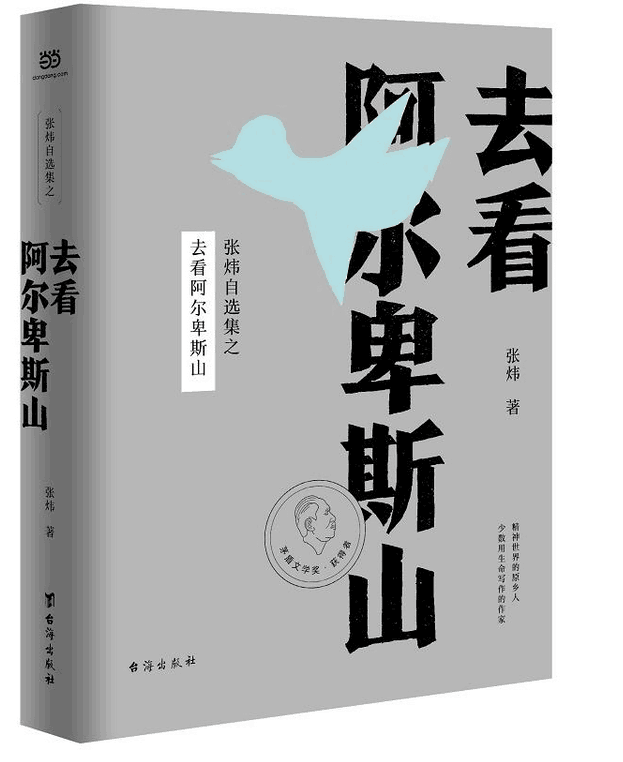 当当
dangdang.com
张炜自选集之
去看
阿尔卑斯山
张炜 著
台海出版社
去看
阿尔卑斯山
张炜 著
精神世界的原乡人
少数用生命写作的作家
张炜自选集之
去看阿尔卑斯山
茅盾文学奖·获得者
台海出版社